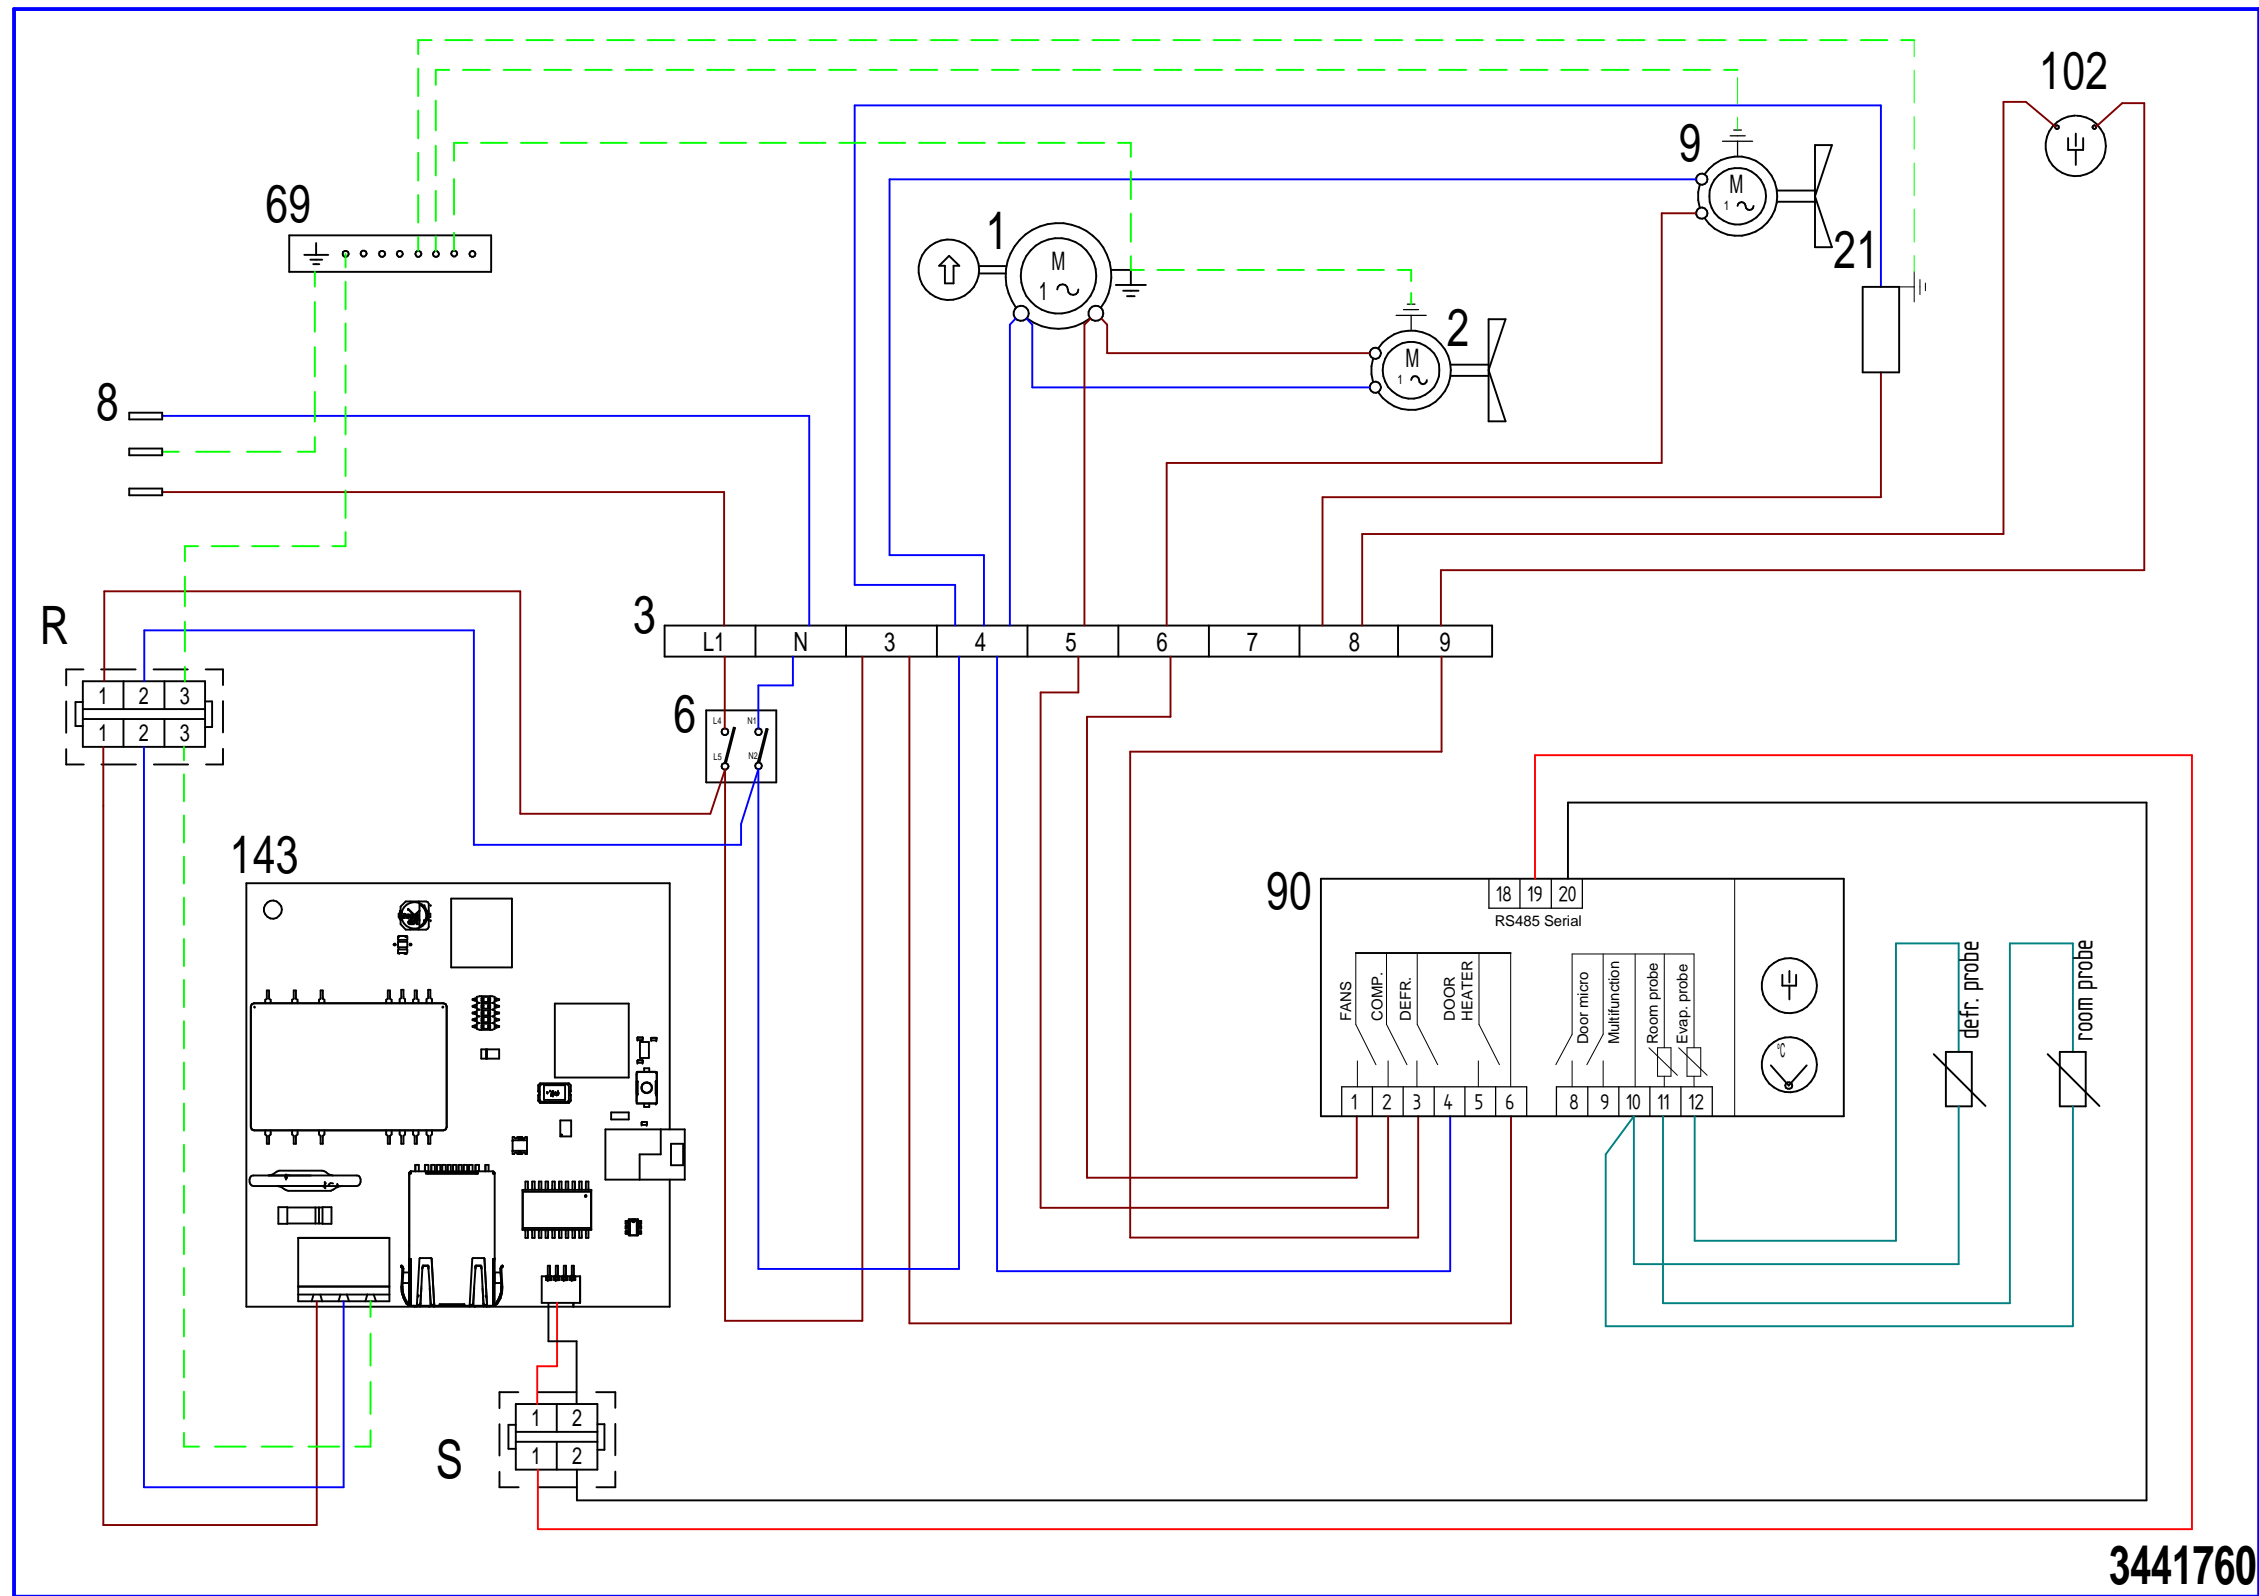 102
9
M
1
69
1
M
1
21
2
M
1
8
R
3
L1 N 3 4 5 6 7 8 9
1 2 3
1 2 3
6
L4 N1
L5 N2
143
90
18 19 20
RS485 Serial
FANS
COMP.
DEFR.
DOOR
HEATER
Door micro
Multifunction
Room probe
Evap. probe
°C
defr. probe
room probe
1 2 3 4 5 6
8 9 10 11 12
S
1 2
1 2
3441760